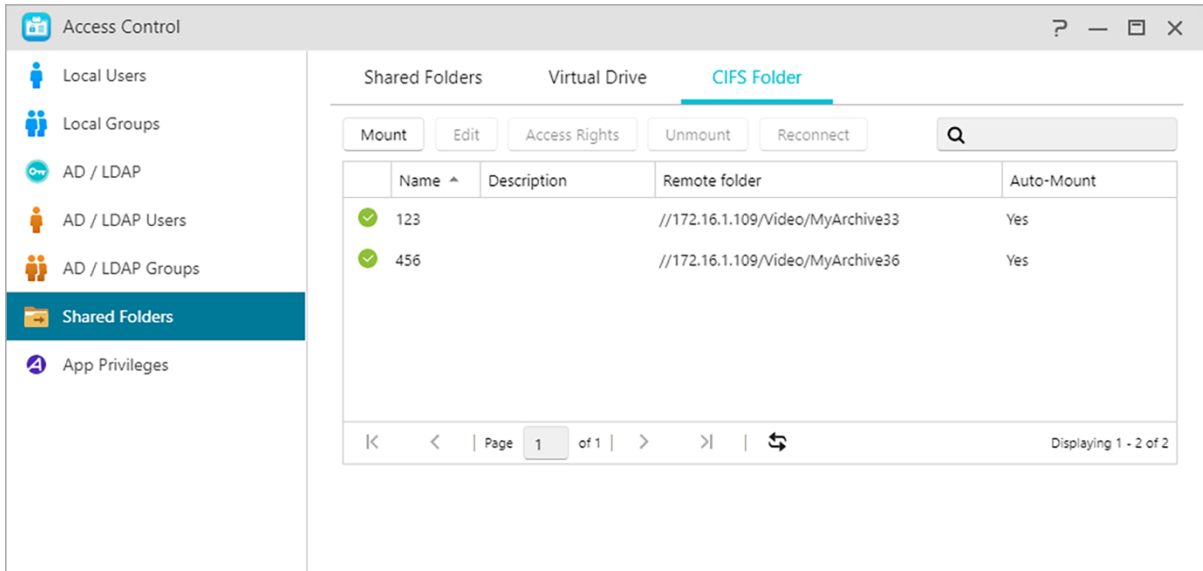 Access Control
Local Users
Local Groups
AD / LDAP
AD / LDAP Users
AD / LDAP Groups
Shared Folders
App Privileges
Shared Folders Virtual Drive CIFS Folder
Mount Edit Access Rights Unmount Reconnect
Name Description Remote folder Auto-Mount
123 //172.16.1.109/Video/MyArchive33 Yes
456 //172.16.1.109/Video/MyArchive36 Yes
Page 1 of 1 Displaying 1 - 2 of 2